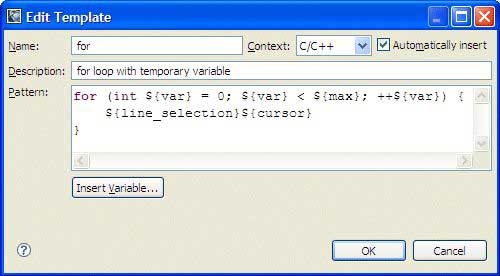 Edit Template
Name: for Context: C/C++ Automatically insert
Description: for loop with temporary variable
Pattern: for (int ${var} = 0; ${var} < ${max}; ++${var}) {
${line_selection}${cursor}
}
Insert Variable...
? OK Cancel